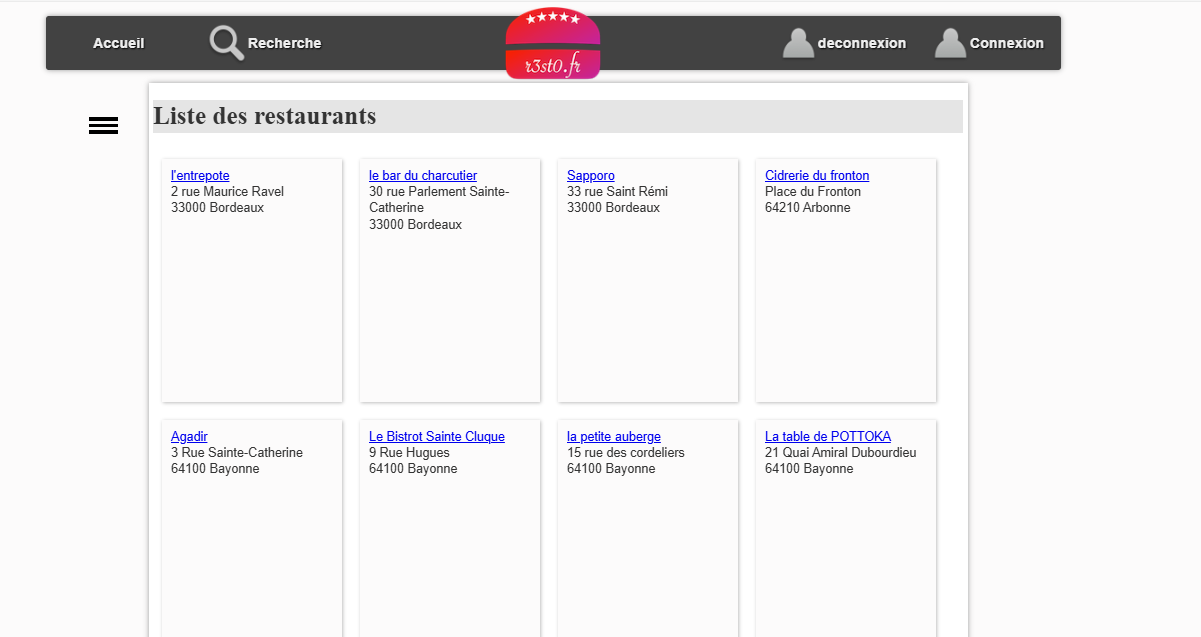 Accueil
Recherche
r3st0.fr
deconnexion
Connexion
Liste des restaurants
l'entrepote
2 rue Maurice Ravel
33000 Bordeaux
le bar du charcutier
30 rue Parlement Sainte-
Catherine
33000 Bordeaux
Sapporo
33 rue Saint Rémi
33000 Bordeaux
Cidrerie du fronton
Place du Fronton
64210 Arbonne
Agadir
3 Rue Sainte-Catherine
64100 Bayonne
Le Bistrot Sainte Cluque
9 Rue Hugues
64100 Bayonne
la petite auberge
15 rue des cordeliers
64100 Bayonne
La table de POTTOKA
21 Quai Amiral Dubourdieu
64100 Bayonne